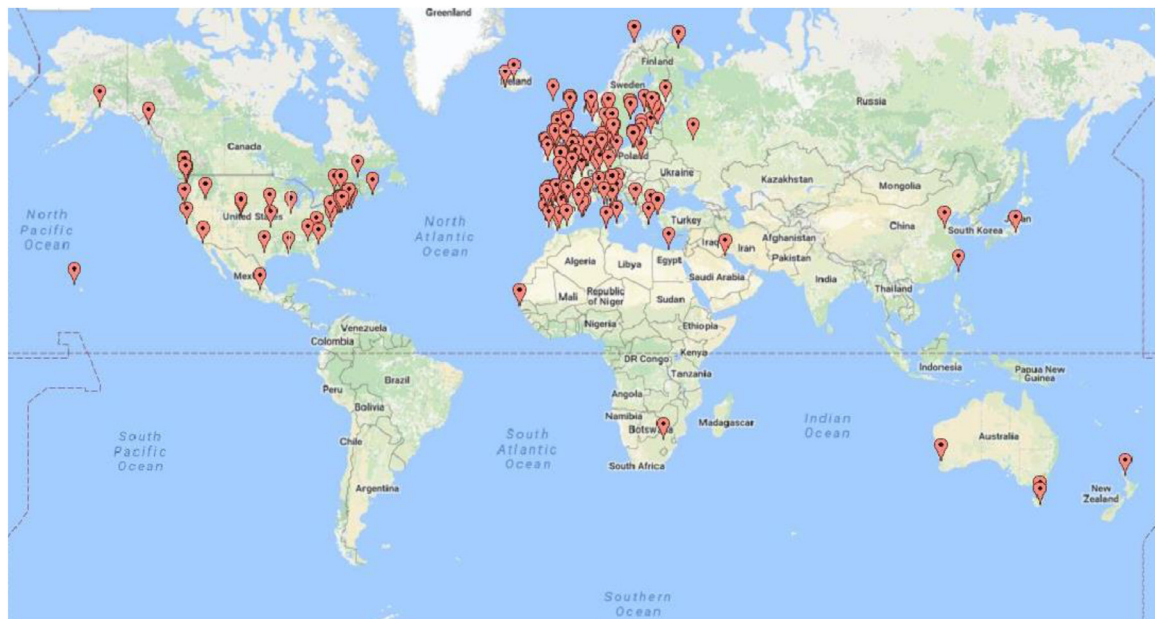 Greenland
Iceland
Finland
Sweden
Russia
Canada
Poland
Ukraine
Kazakhstan
Mongolia
North
Pacific
Ocean
United States
North
Atlantic
Ocean
Turkey
China
South Korea
Japan
Iraq
Iran
Afghanistan
Pakistan
Algeria
Libya
Egypt
Saudi Arabia
India
Mexico
Mali
Republic
of Niger
Sudan
Thailand
Nigeria
Ethiopia
Venezuela
Colombia
DR Congo
Kenya
Tanzania
Indonesia
Papua New
Guinea
Peru
Brazil
Angola
Bolivia
Namibia
Botswana
Madagascar
Indian
Ocean
South
Pacific
Ocean
Chile
South
Atlantic
Ocean
Australia
South Africa
Argentina
New
Zealand
Southern
Ocean